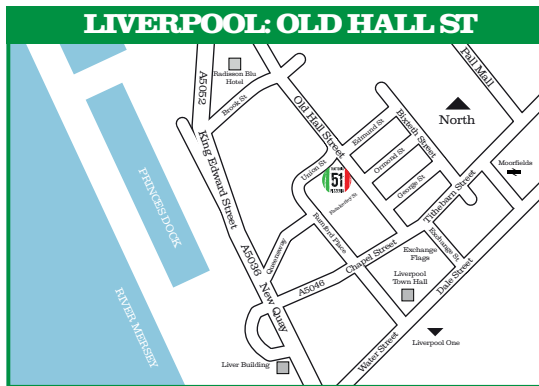 LIVERPOOL: OLD HALL ST
Radisson Blu
Hotel
A5052
Brook St
Pall Mall
Old Hall Street
Edmund St
Bixteth Street
North
King Edward Street
Union St
51
Ormond St
George St
Moorfields
PRINCES DOCK
Rumford Place
Tithebarn Street
Queensway
Chapel Street
Exchange St
Exchange
Flags
A5036
A5046
Liverpool
Town Hall
Dale Street
New Quay
RIVER MERSEY
Water Street
Liverpool One
Liver Building